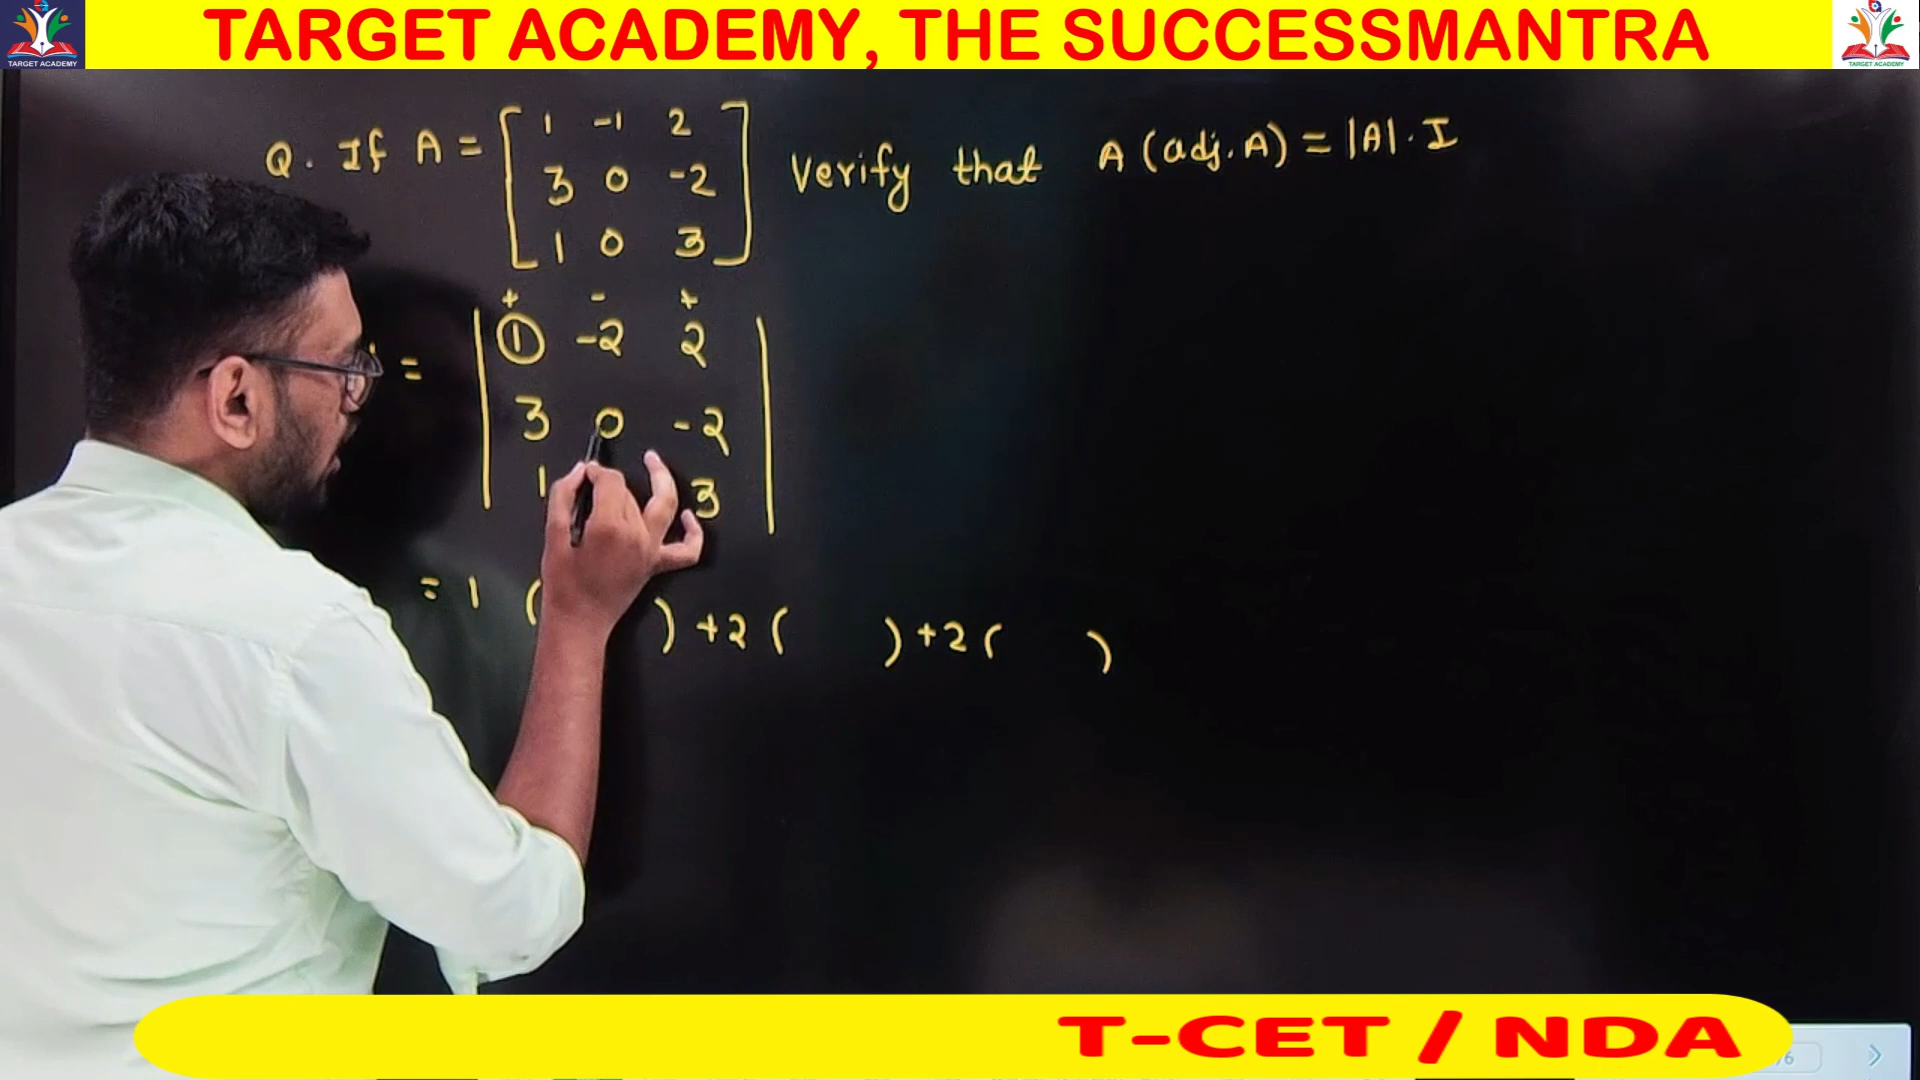 TARGET ACADEMY, THE SUCCESSMANTRA
TARGET ACADEMY
TARGET ACADEMY
Q. If A = [ 1 -1 2
3 0 -2
1 0 3 ] Verify that A (adj. A) = |A| . I
+ - +
= | 1 -2 2
3 0 -2
1 3 |
= 1 ( ) + 2 ( ) + 2 ( )
T-CET / NDA